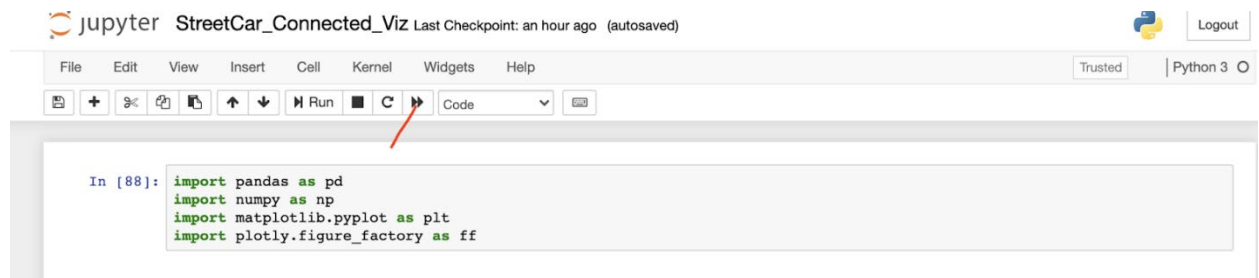 jupyter StreetCar_Connected_Viz Last Checkpoint: an hour ago (autosaved) Logout
File Edit View Insert Cell Kernel Widgets Help Trusted Python 3
Run Code
In [88]: import pandas as pd
import numpy as np
import matplotlib.pyplot as plt
import plotly.figure_factory as ff